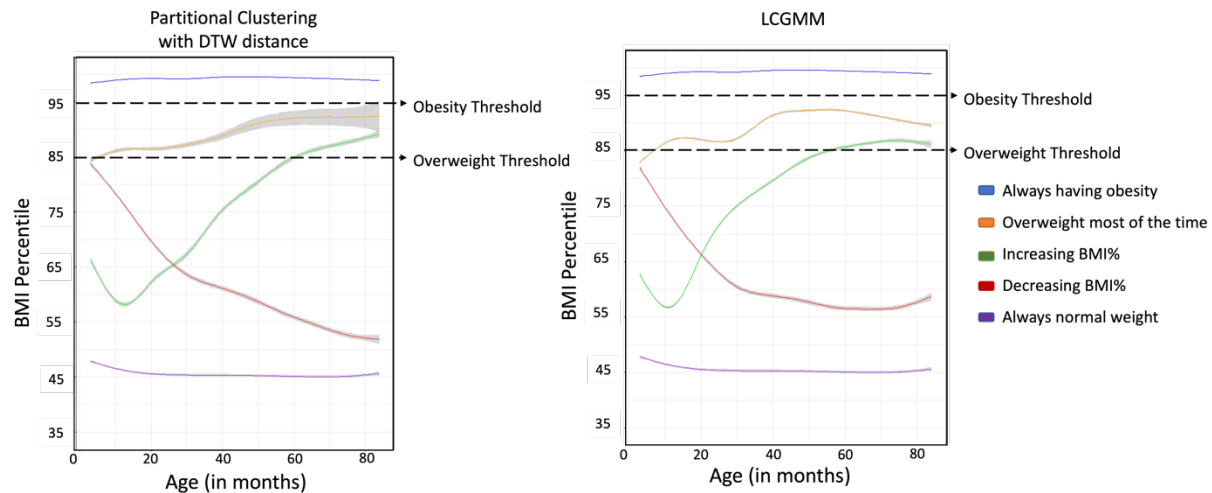 Partitional Clustering
with DTW distance
BMI Percentile
95
85
75
65
55
45
35
0
20
40
60
80
Age (in months)
Obesity Threshold
Overweight Threshold
LCGMM
BMI Percentile
95
85
75
65
55
45
35
0
20
40
60
80
Age (in months)
Obesity Threshold
Overweight Threshold
Always having obesity
Overweight most of the time
Increasing BMI%
Decreasing BMI%
Always normal weight